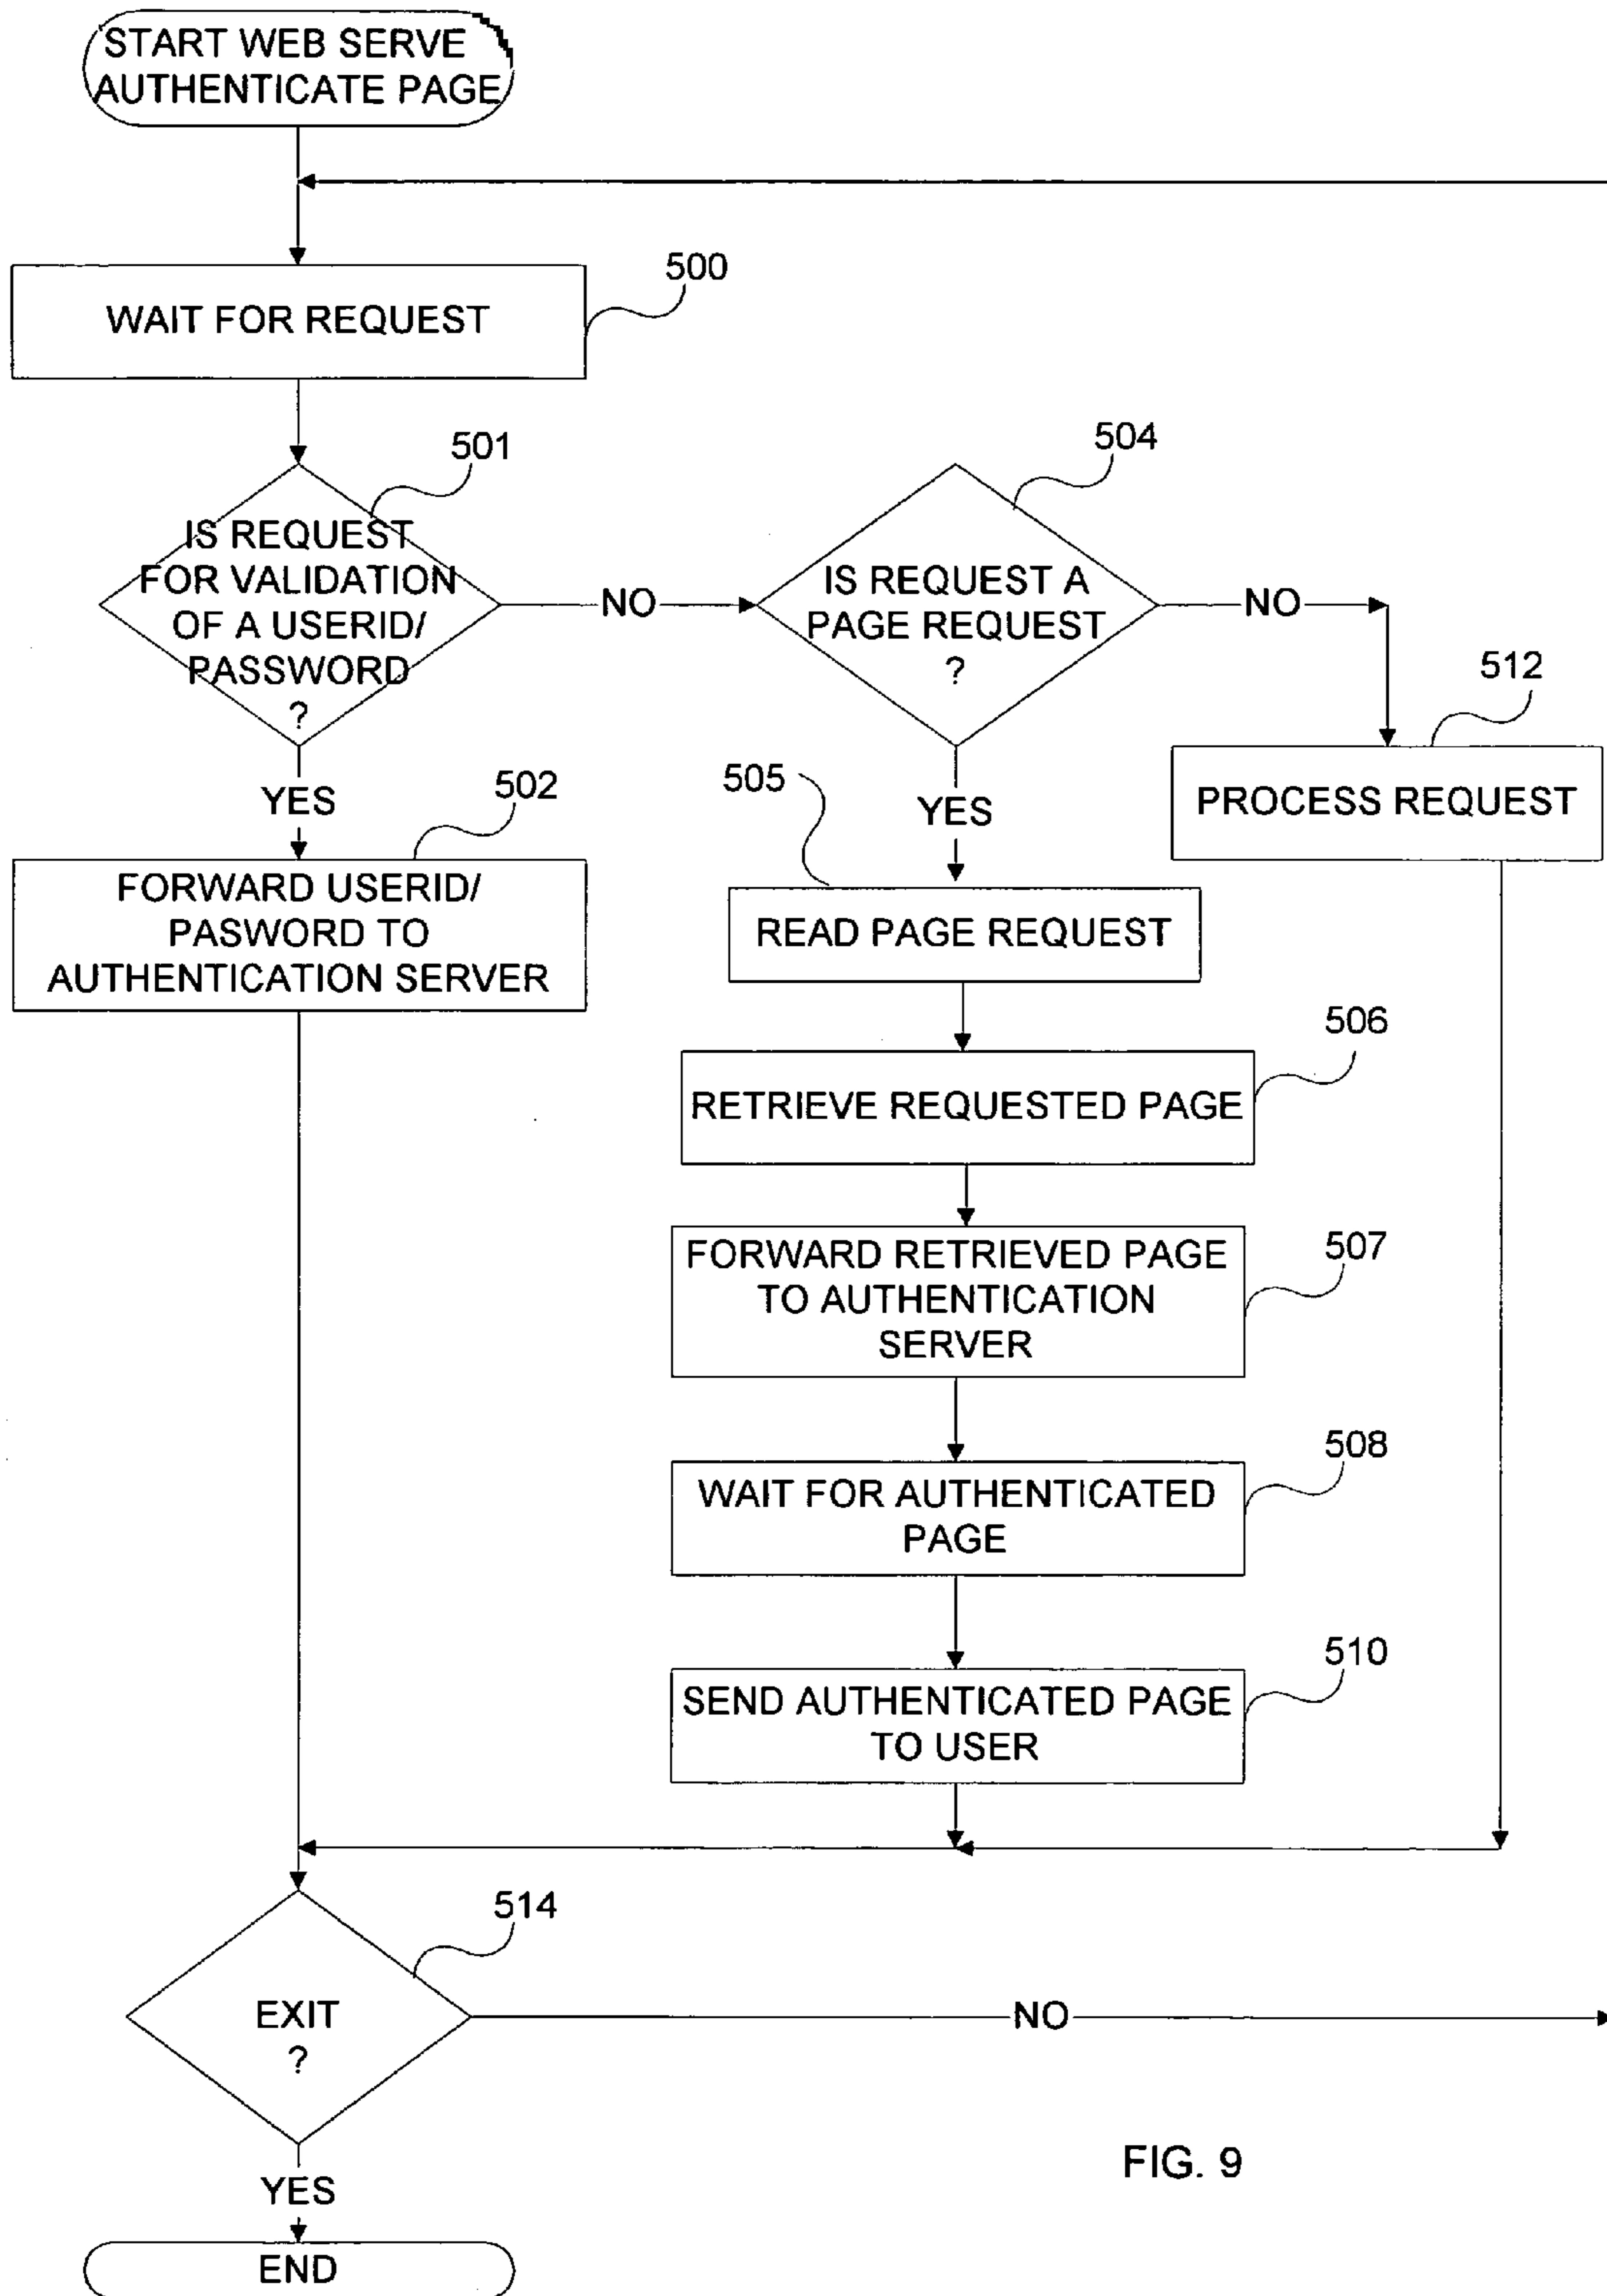 START WEB SERVE
AUTHENTICATE PAGE
500
WAIT FOR REQUEST
501
IS REQUEST
FOR VALIDATION
OF A USERID/
PASSWORD
?
NO
504
IS REQUEST A
PAGE REQUEST
?
NO
512
PROCESS REQUEST
YES
502
FORWARD USERID/
PASWORD TO
AUTHENTICATION SERVER
YES
505
READ PAGE REQUEST
506
RETRIEVE REQUESTED PAGE
507
FORWARD RETRIEVED PAGE
TO AUTHENTICATION
SERVER
508
WAIT FOR AUTHENTICATED
PAGE
510
SEND AUTHENTICATED PAGE
TO USER
514
EXIT
?
NO
YES
END
FIG. 9